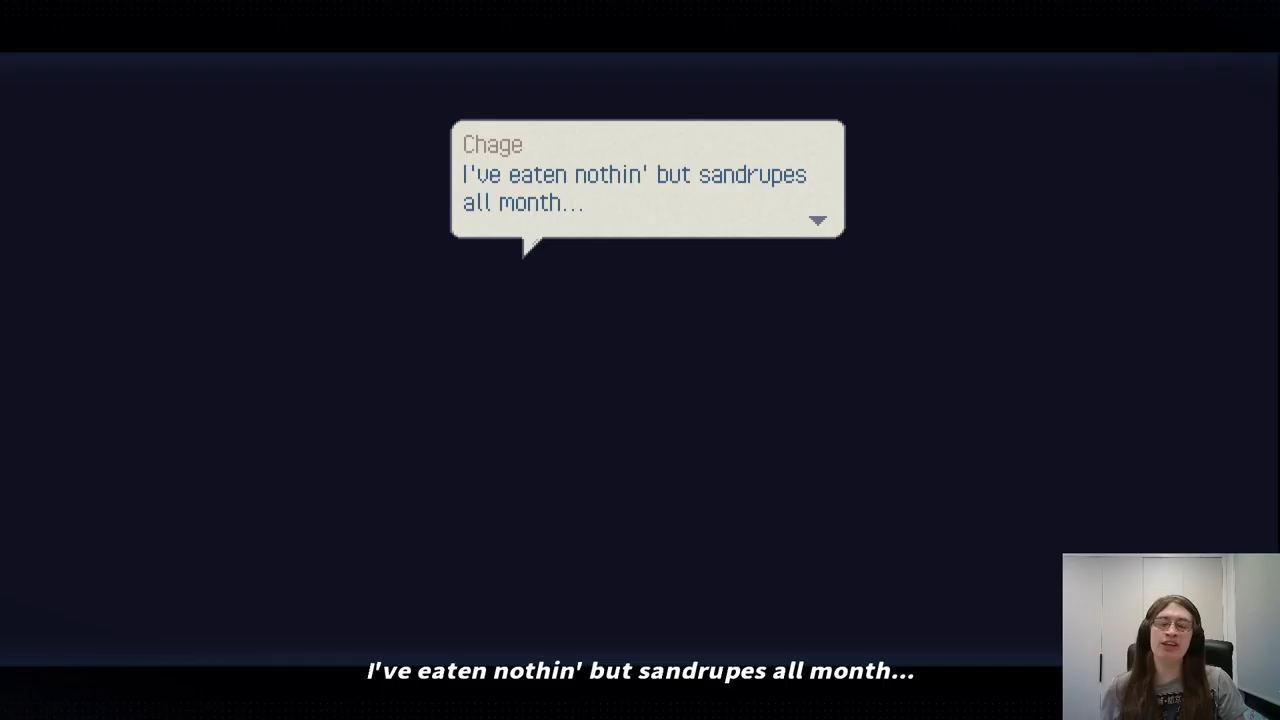 Chage
I've eaten nothin' but sandrupes
all month...
I've eaten nothin' but sandrupes all month...